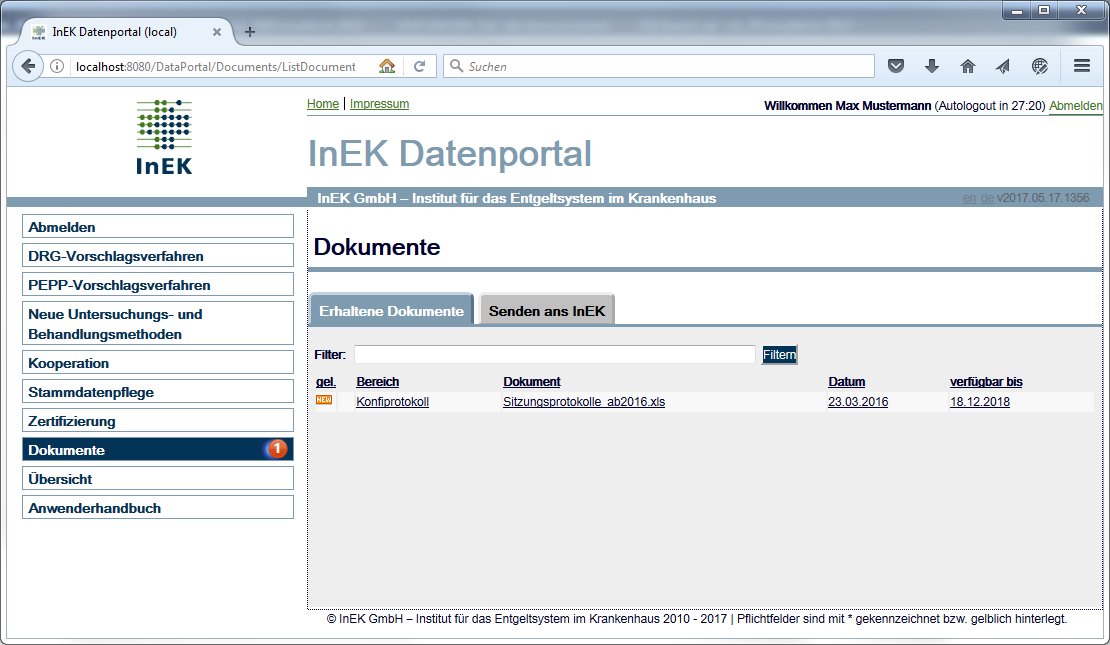 InEK Datenportal (local)
localhost:8080/DataPortal/Documents/ListDocument
Suchen
InEK
Home | Impressum
Willkommen Max Mustermann (Autologout in 27:20) Abmelden
InEK Datenportal
InEK GmbH – Institut für das Entgeltsystem im Krankenhaus
en de v2017.05.17.1356
Abmelden
DRG-Vorschlagsverfahren
PEPP-Vorschlagsverfahren
Neue Untersuchungs- und
Behandlungsmethoden
Kooperation
Stammdatenpflege
Zertifizierung
Dokumente 1
Übersicht
Anwenderhandbuch
Dokumente
Erhaltene Dokumente Senden ans InEK
Filter: Filtern
gel. Bereich Dokument Datum verfügbar bis
NEW Konfiprotokoll Sitzungsprotokolle_ab2016.xls 23.03.2016 18.12.2018
© InEK GmbH – Institut für das Entgeltsystem im Krankenhaus 2010 - 2017 | Pflichtfelder sind mit * gekennzeichnet bzw. gelblich hinterlegt.